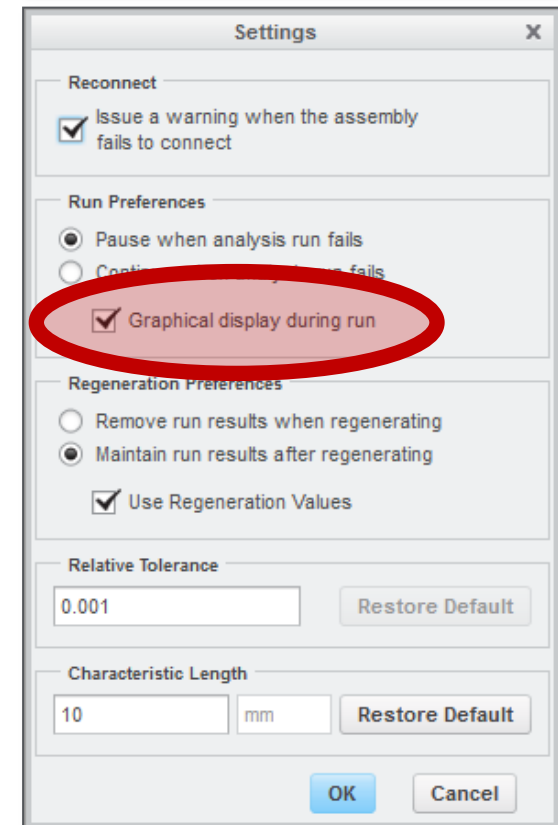 Settings
Reconnect
Issue a warning when the assembly
fails to connect
Run Preferences
Pause when analysis run fails
fails
Graphical display during run
Regeneration Preferences
Remove run results when regenerating
Maintain run results after regenerating
Use Regeneration Values
Relative Tolerance
0.001
Restore Default
Characteristic Length
10
mm
Restore Default
OK
Cancel